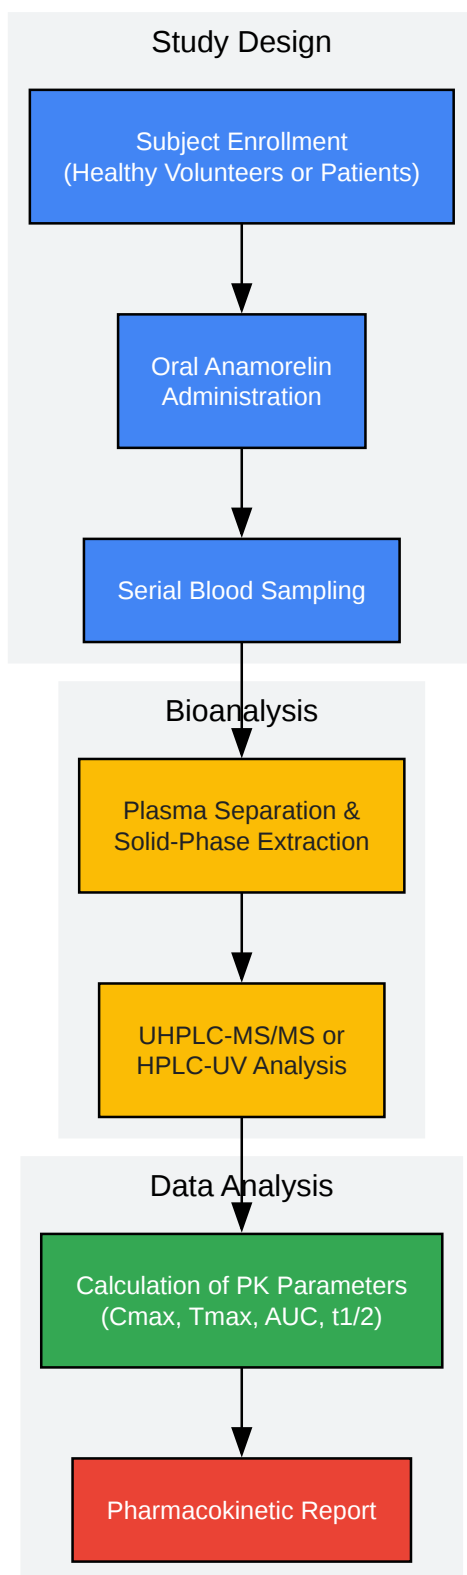 Study Design
Subject Enrollment
(Healthy Volunteers or Patients)
Oral Anamorelin
Administration
Serial Blood Sampling
Bioanalysis
Plasma Separation &
Solid-Phase Extraction
UHPLC-MS/MS or
HPLC-UV Analysis
Data Analysis
Calculation of PK Parameters
(Cmax, Tmax, AUC, t1/2)
Pharmacokinetic Report